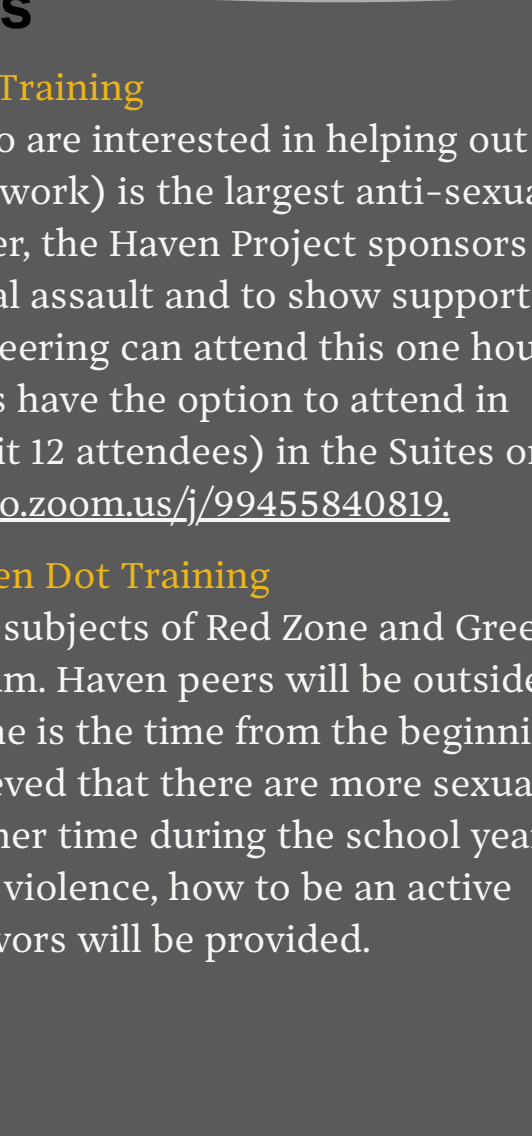 s
Training
o are interested in helping out
work) is the largest anti-sexua
er, the Haven Project sponsors
al assault and to show support
eering can attend this one hou
s have the option to attend in
it 12 attendees) in the Suites o
o.zoom.us/j/99455840819.
en Dot Training
subjects of Red Zone and Gree
um. Haven peers will be outside
ne is the time from the beginni
eved that there are more sexua
her time during the school yea
violence, how to be an active
vors will be provided.